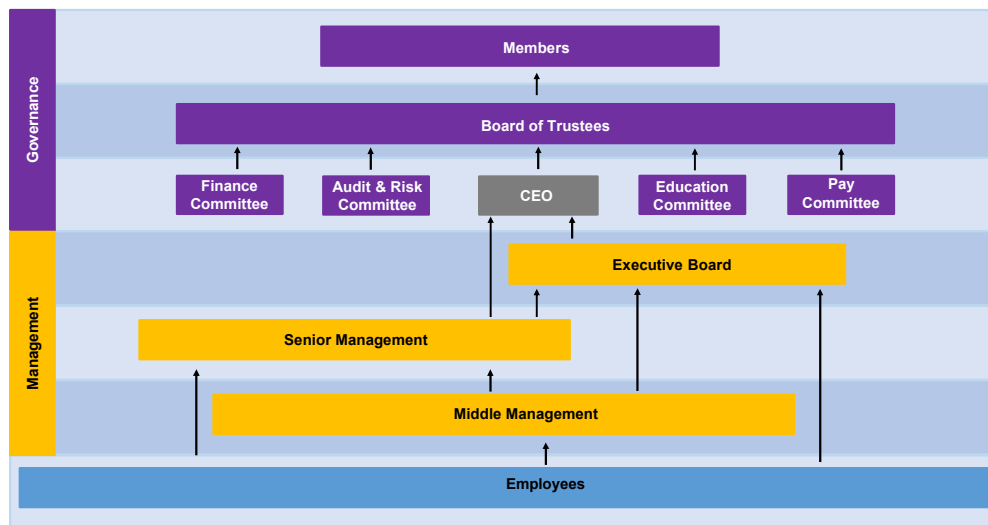 Governance
Members
Board of Trustees
Finance
Committee
Audit & Risk
Committee
CEO
Education
Committee
Pay
Committee
Management
Executive Board
Senior Management
Middle Management
Employees